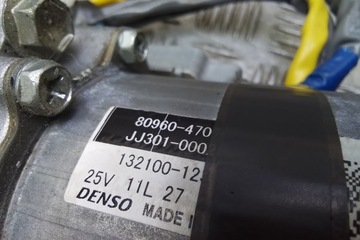 80960-470
JJ301-000
132100-12
25V 11L 27
DENSO MADE